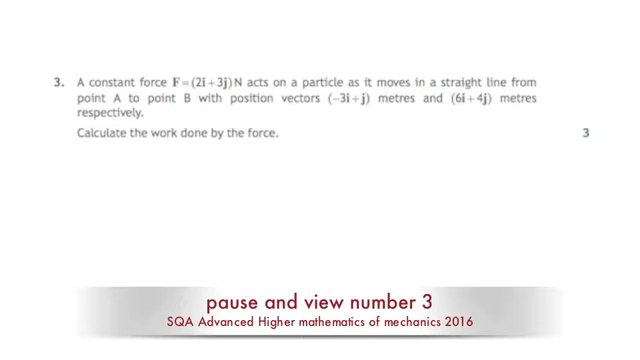 3. A constant force F=(2i+3j)N acts on a particle as it moves in a straight line from
point A to point B with position vectors (−3i+j) metres and (6i+4j) metres
respectively.
Calculate the work done by the force. 3
pause and view number 3
SQA Advanced Higher mathematics of mechanics 2016